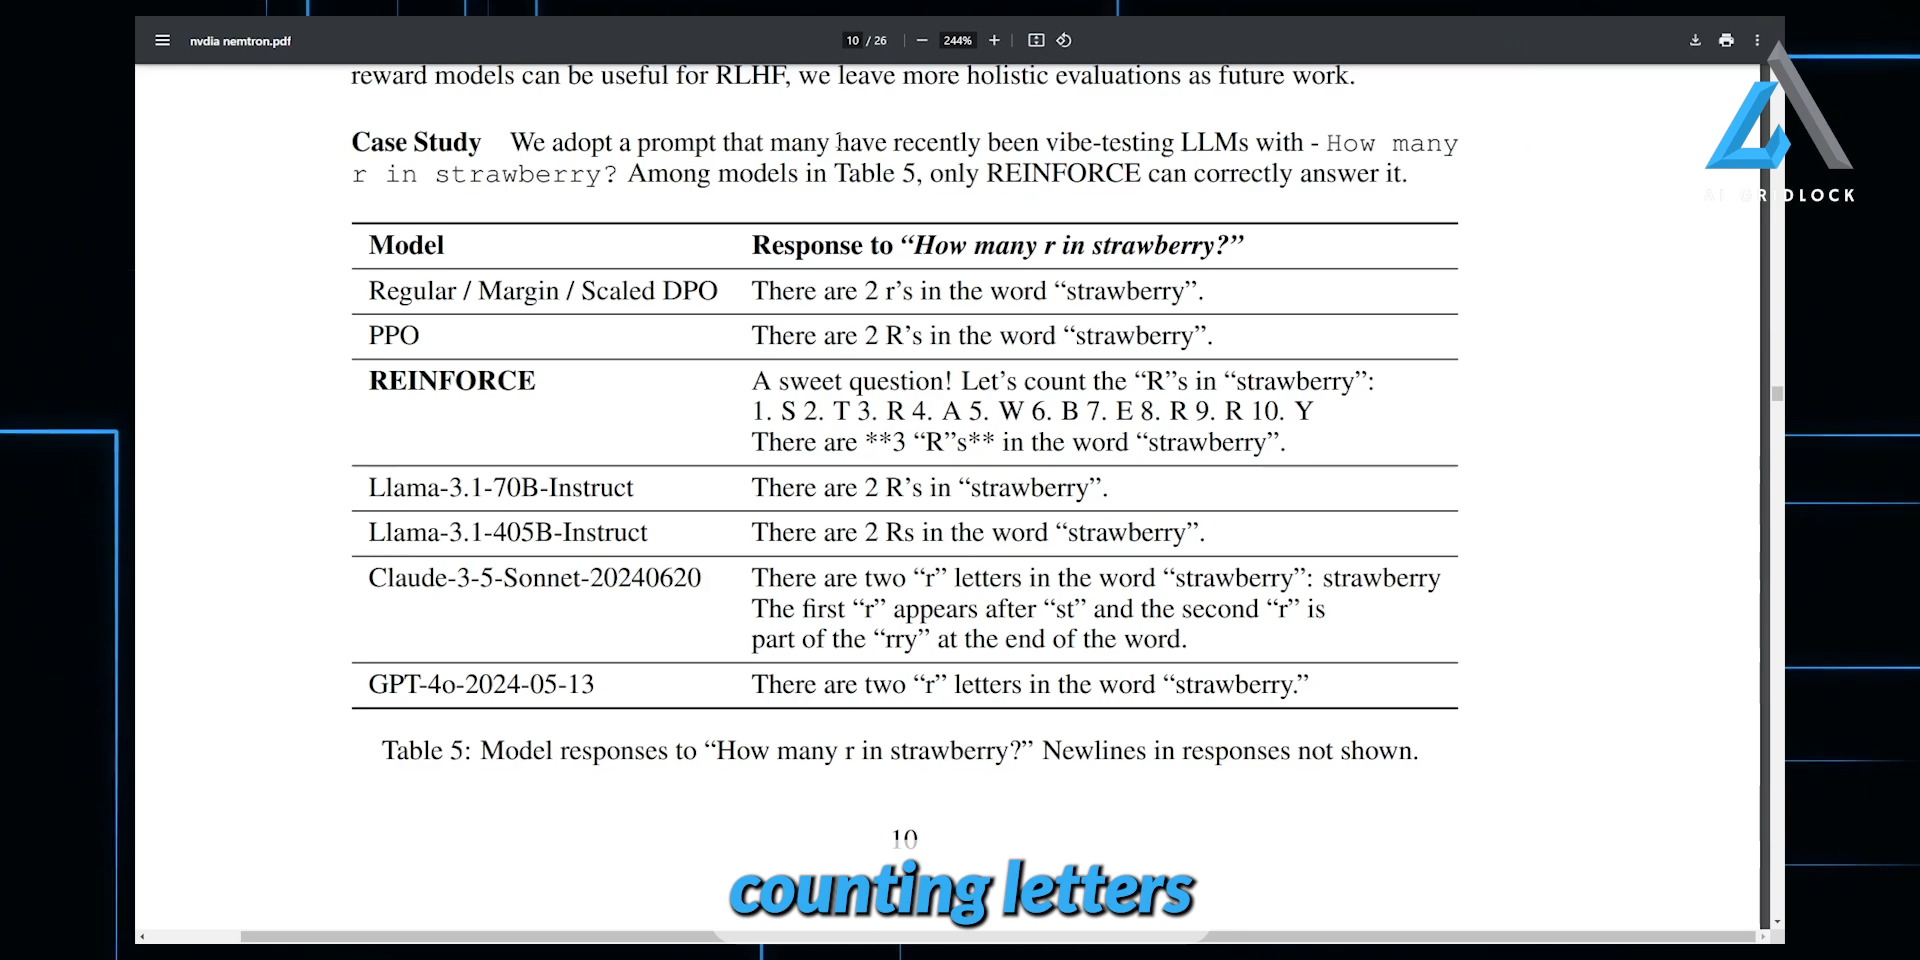 nvdia nemtron.pdf
10 / 26
244%
reward models can be useful for RLHF, we leave more holistic evaluations as future work.
Case Study We adopt a prompt that many have recently been vibe-testing LLMs with - How many
r in strawberry? Among models in Table 5, only REINFORCE can correctly answer it.
Model Response to “How many r in strawberry?”
Regular / Margin / Scaled DPO There are 2 r’s in the word “strawberry”.
PPO There are 2 R’s in the word “strawberry”.
REINFORCE A sweet question! Let’s count the “R”s in “strawberry”:
1. S 2. T 3. R 4. A 5. W 6. B 7. E 8. R 9. R 10. Y
There are **3 “R”s** in the word “strawberry”.
Llama-3.1-70B-Instruct There are 2 R’s in “strawberry”.
Llama-3.1-405B-Instruct There are 2 Rs in the word “strawberry”.
Claude-3-5-Sonnet-20240620 There are two “r” letters in the word “strawberry”: strawberry
The first “r” appears after “st” and the second “r” is
part of the “rry” at the end of the word.
GPT-4o-2024-05-13 There are two “r” letters in the word “strawberry.”
Table 5: Model responses to “How many r in strawberry?” Newlines in responses not shown.
10
counting letters
AI GRIDLOCK